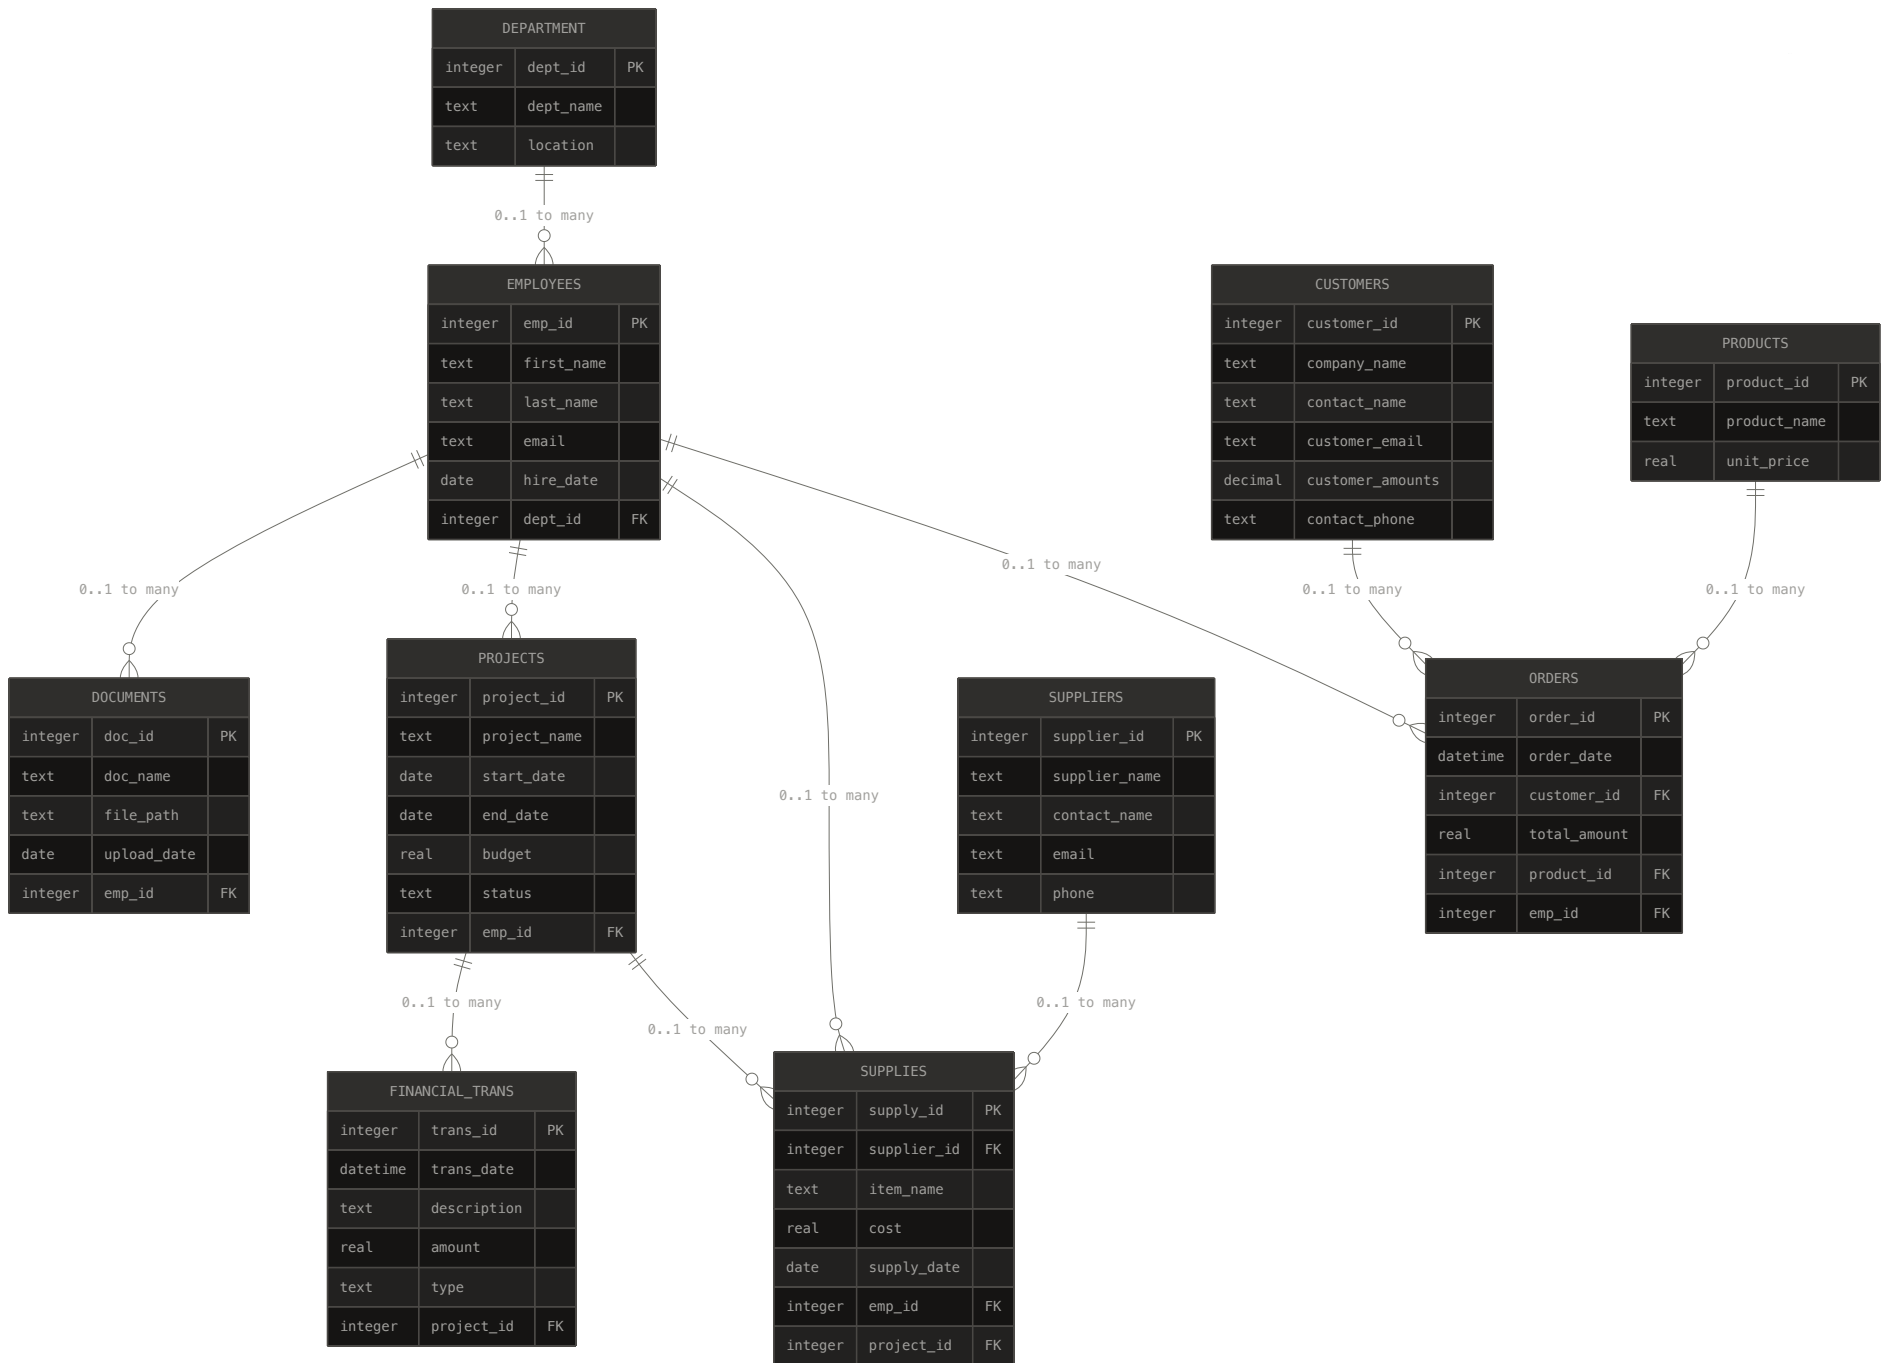 DEPARTMENT
integer dept_id PK
text dept_name
text location
0..1 to many
EMPLOYEES
integer emp_id PK
text first_name
text last_name
text email
date hire_date
integer dept_id FK
CUSTOMERS
integer customer_id PK
text company_name
text contact_name
text customer_email
decimal customer_amounts
text contact_phone
PRODUCTS
integer product_id PK
text product_name
real unit_price
0..1 to many
0..1 to many
0..1 to many
0..1 to many
0..1 to many
DOCUMENTS
integer doc_id PK
text doc_name
text file_path
date upload_date
integer emp_id FK
PROJECTS
integer project_id PK
text project_name
date start_date
date end_date
real budget
text status
integer emp_id FK
0..1 to many
SUPPLIERS
integer supplier_id PK
text supplier_name
text contact_name
text email
text phone
ORDERS
integer order_id PK
datetime order_date
integer customer_id FK
real total_amount
integer product_id FK
integer emp_id FK
0..1 to many
0..1 to many
0..1 to many
FINANCIAL_TRANS
integer trans_id PK
datetime trans_date
text description
real amount
text type
integer project_id FK
SUPPLIES
integer supply_id PK
integer supplier_id FK
text item_name
real cost
date supply_date
integer emp_id FK
integer project_id FK